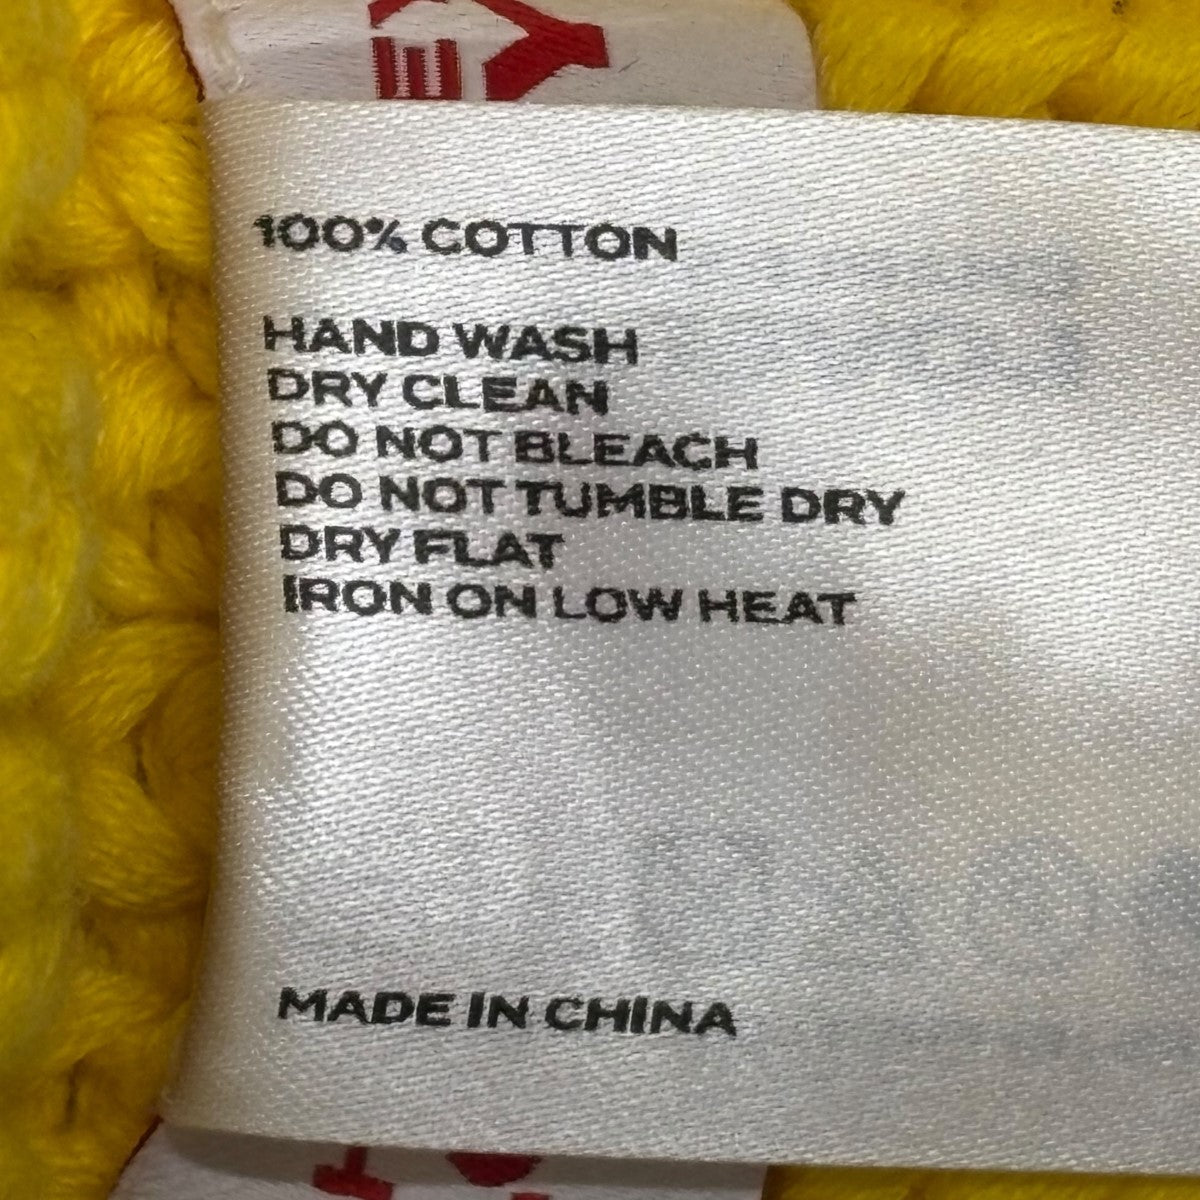 100% COTTON
HAND WASH
DRY CLEAN
DO NOT BLEACH
DO NOT TUMBLE DRY
DRY FLAT
IRON ON LOW HEAT
MADE IN CHINA